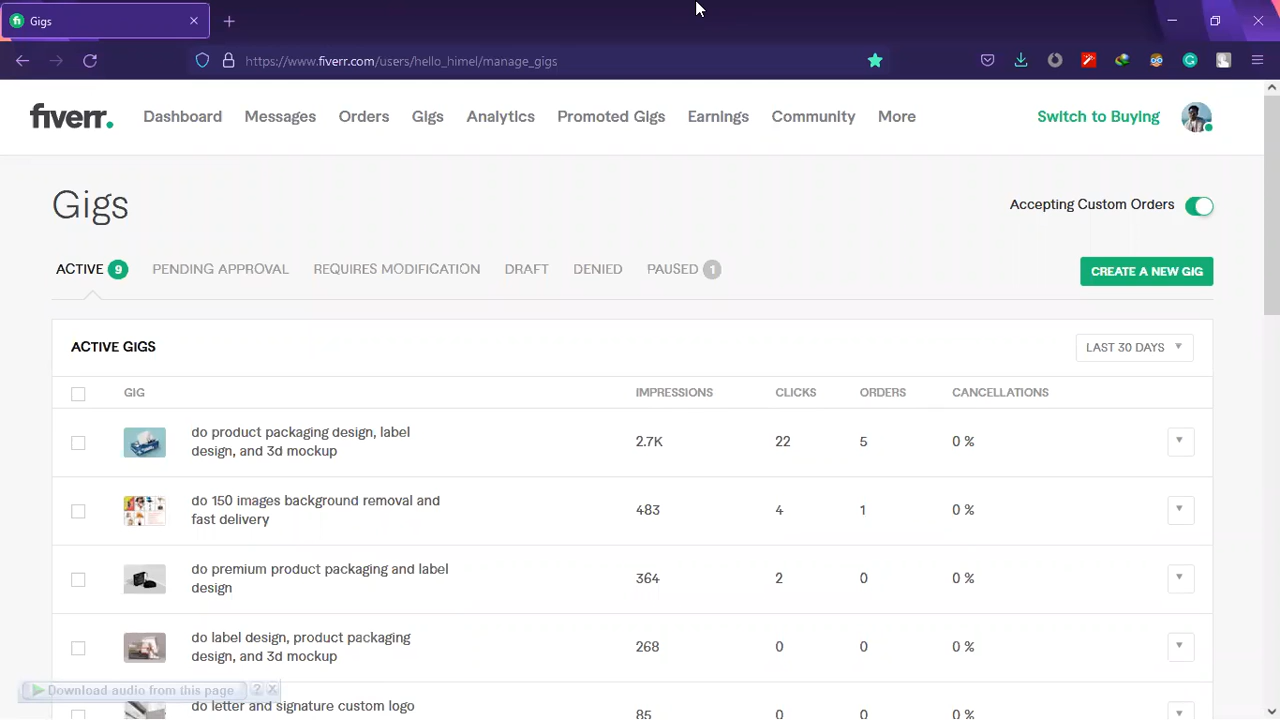 Gigs
https://www.fiverr.com/users/hello_himel/manage_gigs
fiverr.
Dashboard Messages Orders Gigs Analytics Promoted Gigs Earnings Community More Switch to Buying
Gigs
Accepting Custom Orders
ACTIVE 9 PENDING APPROVAL REQUIRES MODIFICATION DRAFT DENIED PAUSED 1
CREATE A NEW GIG
ACTIVE GIGS
LAST 30 DAYS
GIG IMPRESSIONS CLICKS ORDERS CANCELLATIONS
do product packaging design, label
design, and 3d mockup
2.7K 22 5 0 %
do 150 images background removal and
fast delivery
483 4 1 0 %
do premium product packaging and label
design
364 2 0 0 %
do label design, product packaging
design, and 3d mockup
268 0 0 0 %
Download audio from this page ? X
do letter and signature custom logo
85 0 0 0 %